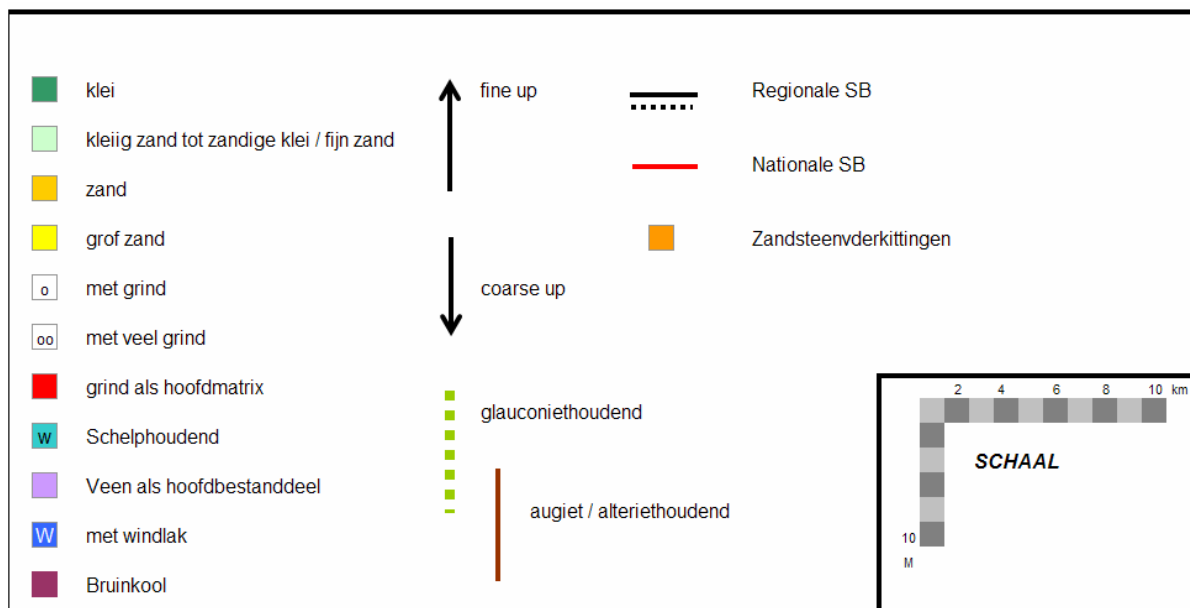 klei
kleiig zand tot zandige klei / fijn zand
zand
grof zand
o met grind
oo met veel grind
grind als hoofdmatrix
w Schelphoudend
Veen als hoofdbestanddeel
W met windlak
Bruinkool
fine up
coarse up
glauconiethoudend
augiet / alteriethoudend
Regionale SB
Nationale SB
Zandsteenvderkittingen
2 4 6 8 10 km
SCHAAL
10
M